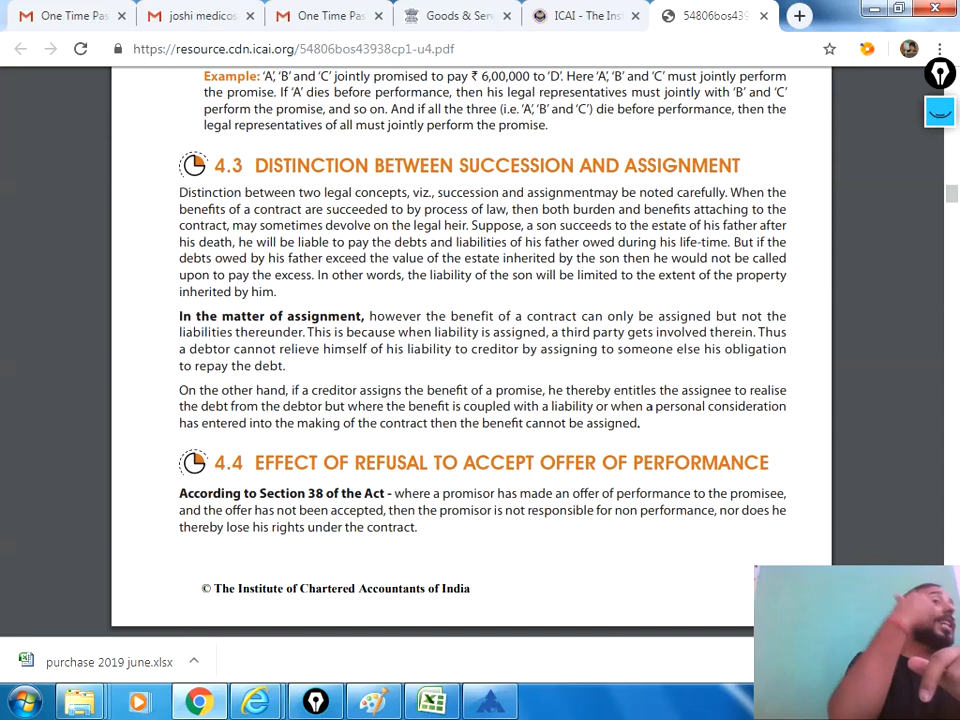 One Time Pas
joshi medicos
One Time Pas
Goods & Serv
ICAI - The Ins
54806bos439
https://resource.cdn.icai.org/54806bos43938cp1-u4.pdf
Example: 'A', 'B' and 'C' jointly promised to pay ₹ 6,00,000 to 'D'. Here 'A', 'B' and 'C' must jointly perform
the promise. If 'A' dies before performance, then his legal representatives must jointly with 'B' and 'C'
perform the promise, and so on. And if all the three (i.e. 'A', 'B' and 'C') die before performance, then the
legal representatives of all must jointly perform the promise.
4.3 DISTINCTION BETWEEN SUCCESSION AND ASSIGNMENT
Distinction between two legal concepts, viz., succession and assignmentmay be noted carefully. When the
benefits of a contract are succeeded to by process of law, then both burden and benefits attaching to the
contract, may sometimes devolve on the legal heir. Suppose, a son succeeds to the estate of his father after
his death, he will be liable to pay the debts and liabilities of his father owed during his life-time. But if the
debts owed by his father exceed the value of the estate inherited by the son then he would not be called
upon to pay the excess. In other words, the liability of the son will be limited to the extent of the property
inherited by him.
In the matter of assignment, however the benefit of a contract can only be assigned but not the
liabilities thereunder. This is because when liability is assigned, a third party gets involved therein. Thus
a debtor cannot relieve himself of his liability to creditor by assigning to someone else his obligation
to repay the debt.
On the other hand, if a creditor assigns the benefit of a promise, he thereby entitles the assignee to realise
the debt from the debtor but where the benefit is coupled with a liability or when a personal consideration
has entered into the making of the contract then the benefit cannot be assigned.
4.4 EFFECT OF REFUSAL TO ACCEPT OFFER OF PERFORMANCE
According to Section 38 of the Act - where a promisor has made an offer of performance to the promisee,
and the offer has not been accepted, then the promisor is not responsible for non performance, nor does he
thereby lose his rights under the contract.
© The Institute of Chartered Accountants of India
purchase 2019 june.xlsx